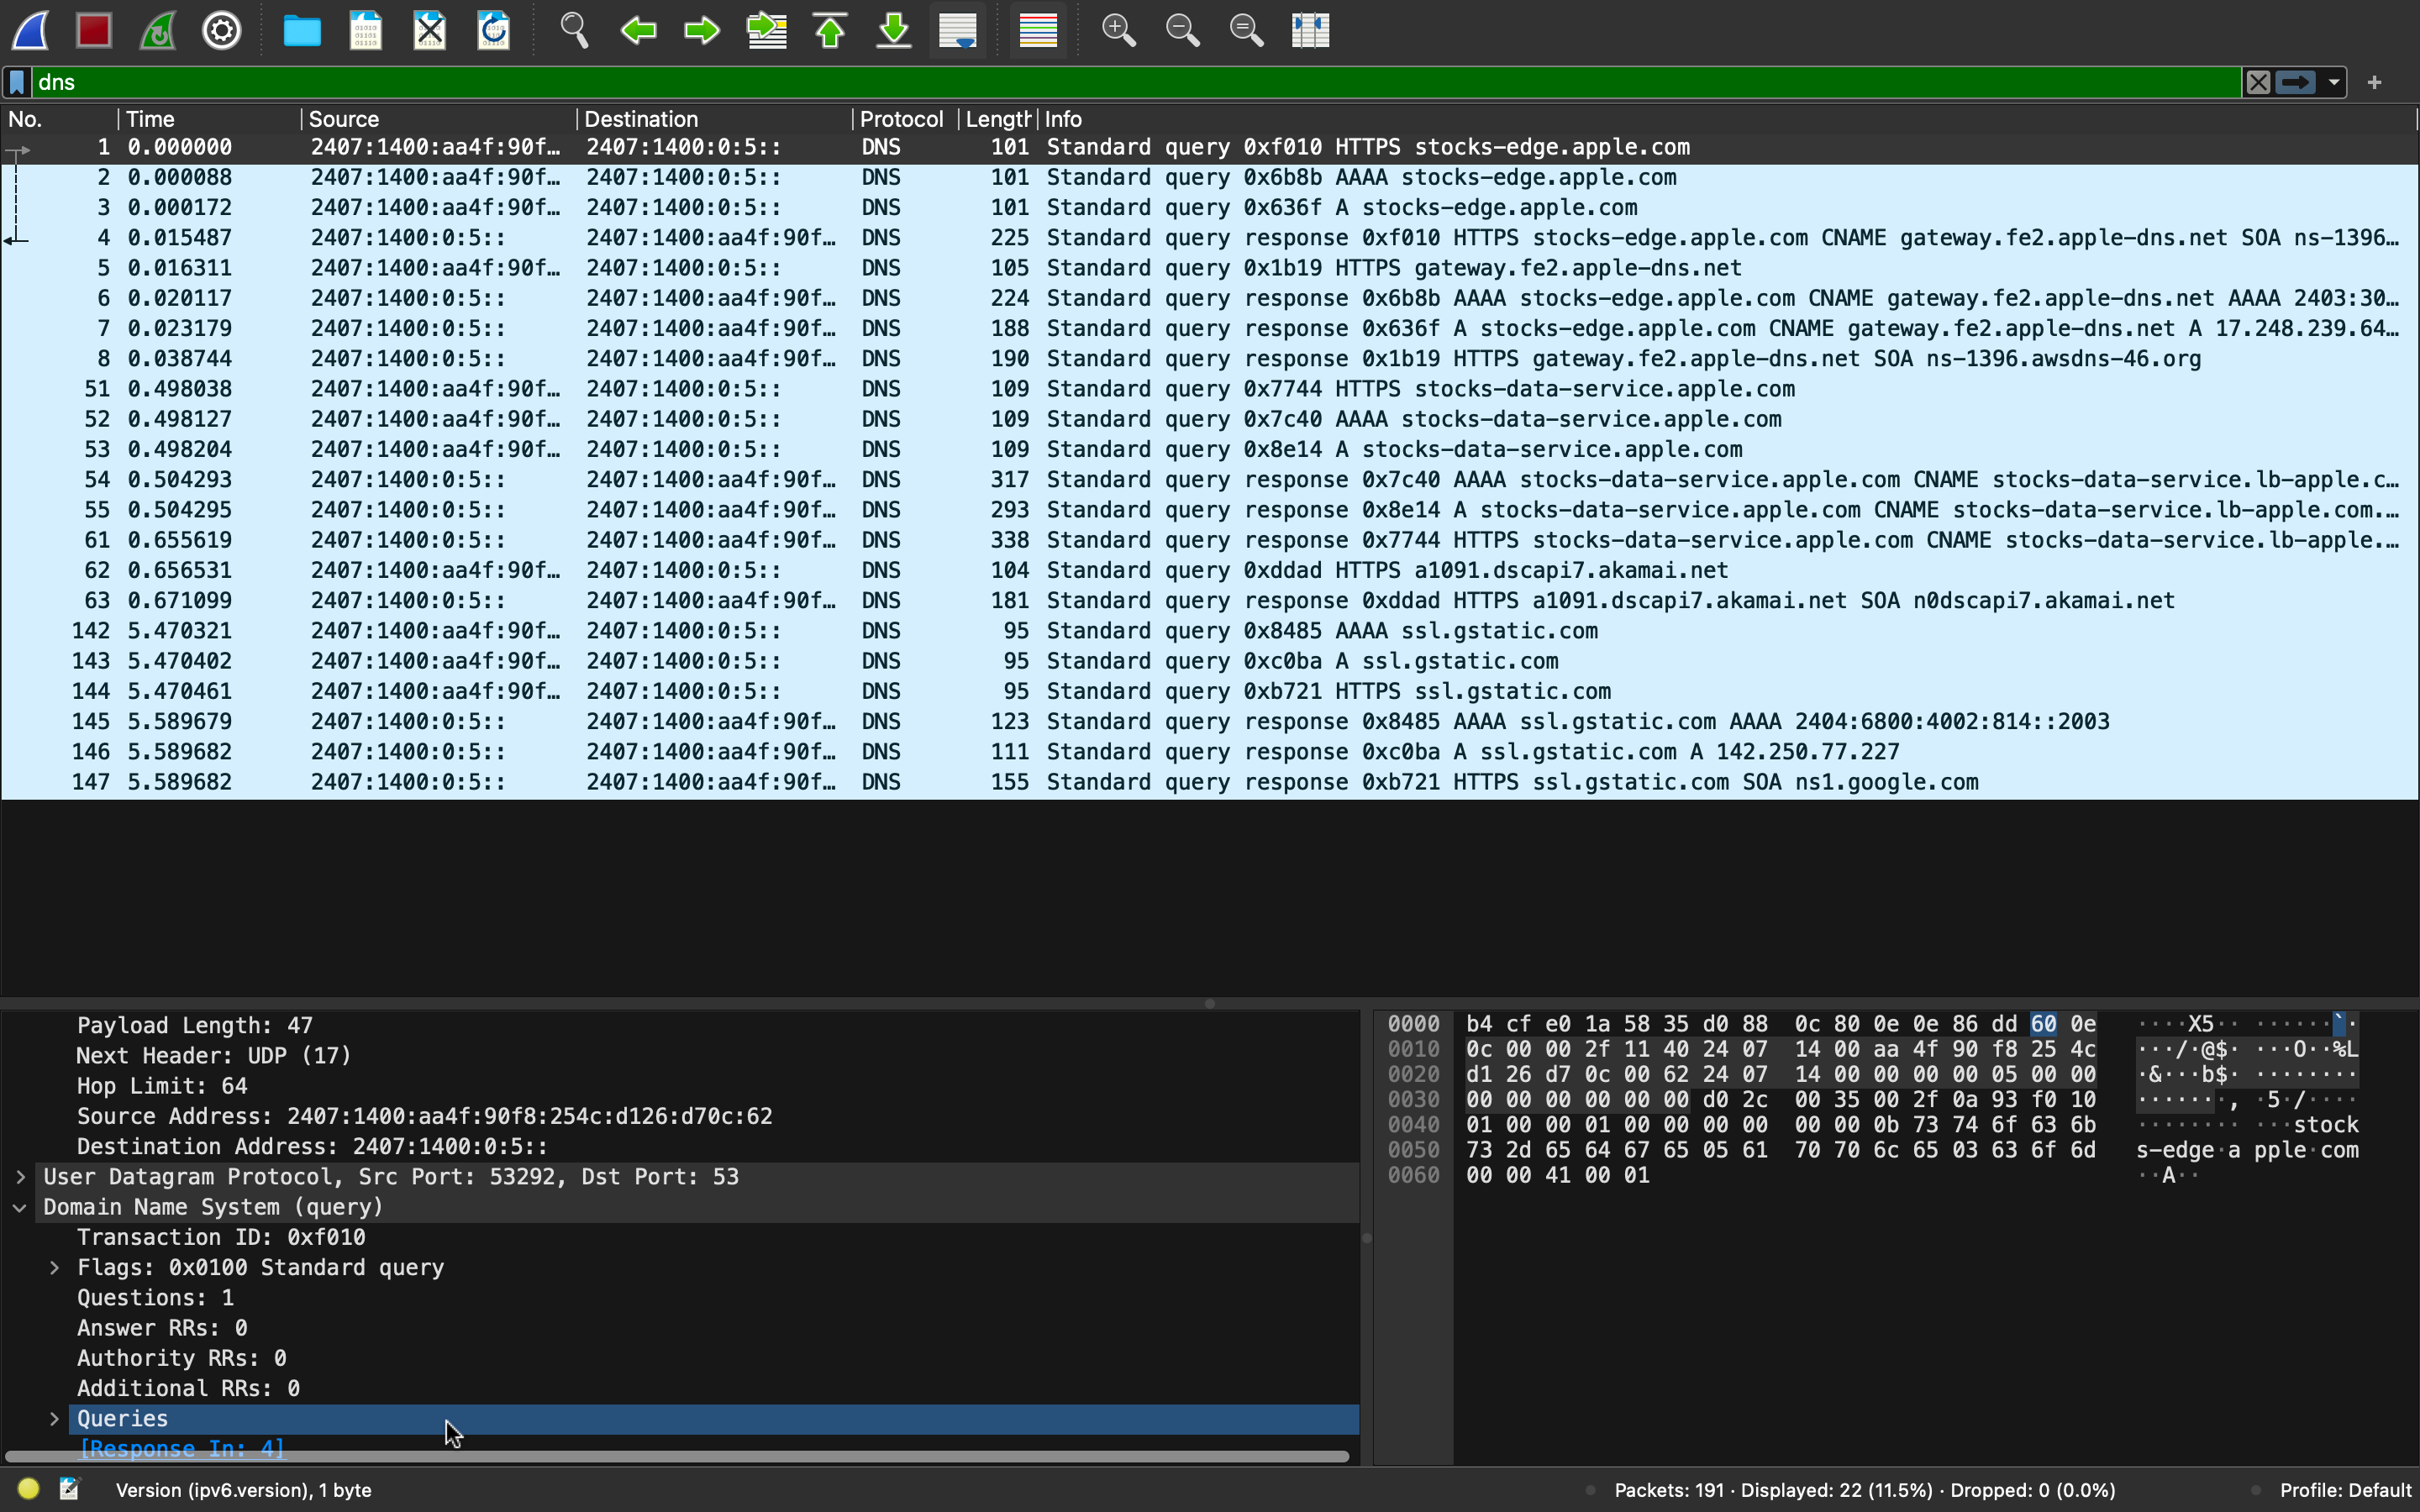 dns
No. Time Source Destination Protocol Length Info
1 0.000000 2407:1400:aa4f:90f… 2407:1400:0:5:: DNS 101 Standard query 0xf010 HTTPS stocks-edge.apple.com
2 0.000088 2407:1400:aa4f:90f… 2407:1400:0:5:: DNS 101 Standard query 0x6b8b AAAA stocks-edge.apple.com
3 0.000172 2407:1400:aa4f:90f… 2407:1400:0:5:: DNS 101 Standard query 0x636f A stocks-edge.apple.com
4 0.015487 2407:1400:0:5:: 2407:1400:aa4f:90f… DNS 225 Standard query response 0xf010 HTTPS stocks-edge.apple.com CNAME gateway.fe2.apple-dns.net SOA ns-1396…
5 0.016311 2407:1400:aa4f:90f… 2407:1400:0:5:: DNS 105 Standard query 0x1b19 HTTPS gateway.fe2.apple-dns.net
6 0.020117 2407:1400:0:5:: 2407:1400:aa4f:90f… DNS 224 Standard query response 0x6b8b AAAA stocks-edge.apple.com CNAME gateway.fe2.apple-dns.net AAAA 2403:30…
7 0.023179 2407:1400:0:5:: 2407:1400:aa4f:90f… DNS 188 Standard query response 0x636f A stocks-edge.apple.com CNAME gateway.fe2.apple-dns.net A 17.248.239.64…
8 0.038744 2407:1400:0:5:: 2407:1400:aa4f:90f… DNS 190 Standard query response 0x1b19 HTTPS gateway.fe2.apple-dns.net SOA ns-1396.awsdns-46.org
51 0.498038 2407:1400:aa4f:90f… 2407:1400:0:5:: DNS 109 Standard query 0x7744 HTTPS stocks-data-service.apple.com
52 0.498127 2407:1400:aa4f:90f… 2407:1400:0:5:: DNS 109 Standard query 0x7c40 AAAA stocks-data-service.apple.com
53 0.498204 2407:1400:aa4f:90f… 2407:1400:0:5:: DNS 109 Standard query 0x8e14 A stocks-data-service.apple.com
54 0.504293 2407:1400:0:5:: 2407:1400:aa4f:90f… DNS 317 Standard query response 0x7c40 AAAA stocks-data-service.apple.com CNAME stocks-data-service.lb-apple.c…
55 0.504295 2407:1400:0:5:: 2407:1400:aa4f:90f… DNS 293 Standard query response 0x8e14 A stocks-data-service.apple.com CNAME stocks-data-service.lb-apple.com.…
61 0.655619 2407:1400:0:5:: 2407:1400:aa4f:90f… DNS 338 Standard query response 0x7744 HTTPS stocks-data-service.apple.com CNAME stocks-data-service.lb-apple.…
62 0.656531 2407:1400:aa4f:90f… 2407:1400:0:5:: DNS 104 Standard query 0xddad HTTPS a1091.dscapi7.akamai.net
63 0.671099 2407:1400:0:5:: 2407:1400:aa4f:90f… DNS 181 Standard query response 0xddad HTTPS a1091.dscapi7.akamai.net SOA n0dscapi7.akamai.net
142 5.470321 2407:1400:aa4f:90f… 2407:1400:0:5:: DNS 95 Standard query 0x8485 AAAA ssl.gstatic.com
143 5.470402 2407:1400:aa4f:90f… 2407:1400:0:5:: DNS 95 Standard query 0xc0ba A ssl.gstatic.com
144 5.470461 2407:1400:aa4f:90f… 2407:1400:0:5:: DNS 95 Standard query 0xb721 HTTPS ssl.gstatic.com
145 5.589679 2407:1400:0:5:: 2407:1400:aa4f:90f… DNS 123 Standard query response 0x8485 AAAA ssl.gstatic.com AAAA 2404:6800:4002:814::2003
146 5.589682 2407:1400:0:5:: 2407:1400:aa4f:90f… DNS 111 Standard query response 0xc0ba A ssl.gstatic.com A 142.250.77.227
147 5.589682 2407:1400:0:5:: 2407:1400:aa4f:90f… DNS 155 Standard query response 0xb721 HTTPS ssl.gstatic.com SOA ns1.google.com
Payload Length: 47
Next Header: UDP (17)
Hop Limit: 64
Source Address: 2407:1400:aa4f:90f8:254c:d126:d70c:62
Destination Address: 2407:1400:0:5::
User Datagram Protocol, Src Port: 53292, Dst Port: 53
Domain Name System (query)
Transaction ID: 0xf010
Flags: 0x0100 Standard query
Questions: 1
Answer RRs: 0
Authority RRs: 0
Additional RRs: 0
Queries
[Response In: 4]
0000 b4 cf e0 1a 58 35 d0 88 0c 80 0e 0e 86 dd 60 0e ····X5·· ······`·
0010 0c 00 00 2f 11 40 24 07 14 00 aa 4f 90 f8 25 4c ···/·@$· ···O··%L
0020 d1 26 d7 0c 00 62 24 07 14 00 00 00 00 05 00 00 ·&···b$· ········
0030 00 00 00 00 00 00 d0 2c 00 35 00 2f 0a 93 f0 10 ·······, ·5·/····
0040 01 00 00 01 00 00 00 00 00 00 0b 73 74 6f 63 6b ········ ···stock
0050 73 2d 65 64 67 65 05 61 70 70 6c 65 03 63 6f 6d s-edge·a pple·com
0060 00 00 41 00 01 ··A··
Version (ipv6.version), 1 byte
Packets: 191 · Displayed: 22 (11.5%) · Dropped: 0 (0.0%)
Profile: Default